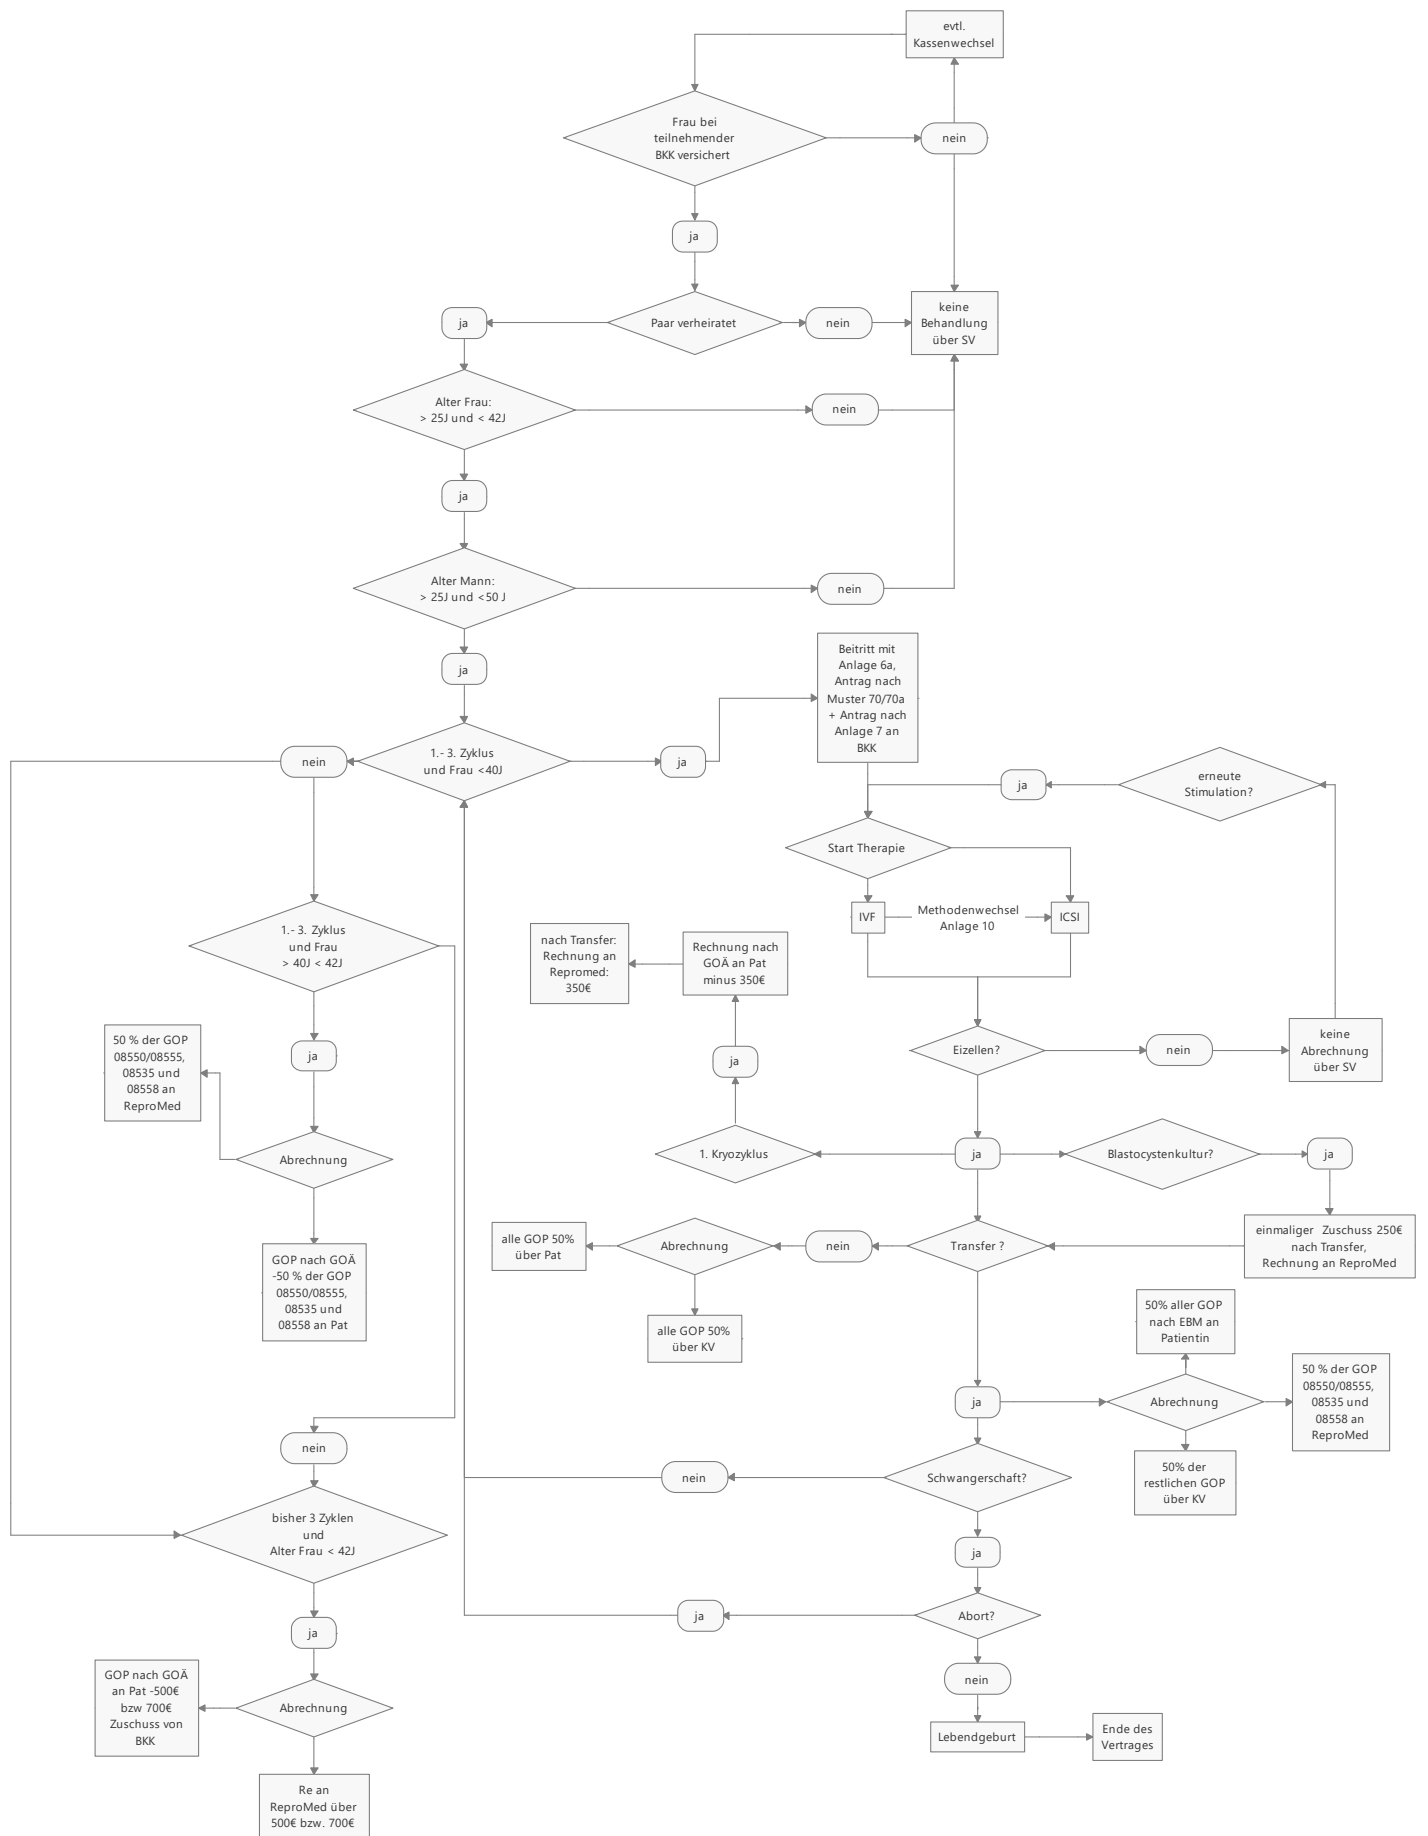 evtl.
Kassenwechsel
Frau bei
teilnehmender
BKK versichert
nein
ja
ja
Paar verheiratet
nein
keine
Behandlung
über SV
Alter Frau:
> 25J und < 42J
nein
ja
Alter Mann:
> 25J und <50 J
nein
ja
Beitritt mit
Anlage 6a,
Antrag nach
Muster 70/70a
+ Antrag nach
Anlage 7 an
BKK
nein
1.- 3. Zyklus
und Frau <40J
ja
ja
erneute
Stimulation?
Start Therapie
IVF
Methodenwechsel
Anlage 10
ICSI
1.- 3. Zyklus
und Frau
> 40J < 42J
nach Transfer:
Rechnung an
Repromed:
350€
Rechnung nach
GOÄ an Pat
minus 350€
ja
Eizellen?
nein
keine
Abrechnung
über SV
ja
50 % der GOP
08550/08555,
08535 und
08558 an
ReproMed
Abrechnung
1. Kryozyklus
ja
Blastocystenkultur?
ja
GOP nach GOÄ
-50 % der GOP
08550/08555,
08535 und
08558 an Pat
alle GOP 50%
über Pat
Abrechnung
nein
Transfer ?
einmaliger Zuschuss 250€
nach Transfer,
Rechnung an ReproMed
alle GOP 50%
über KV
50% aller GOP
nach EBM an
Patientin
ja
Abrechnung
50 % der GOP
08550/08555,
08535 und
08558 an
ReproMed
50% der
restlichen GOP
über KV
nein
nein
Schwangerschaft?
bisher 3 Zyklen
und
Alter Frau < 42J
ja
ja
ja
Abort?
nein
GOP nach GOÄ
an Pat -500€
bzw 700€
Zuschuss von
BKK
Abrechnung
Lebendgeburt
Ende des
Vertrages
Re an
ReproMed über
500€ bzw. 700€